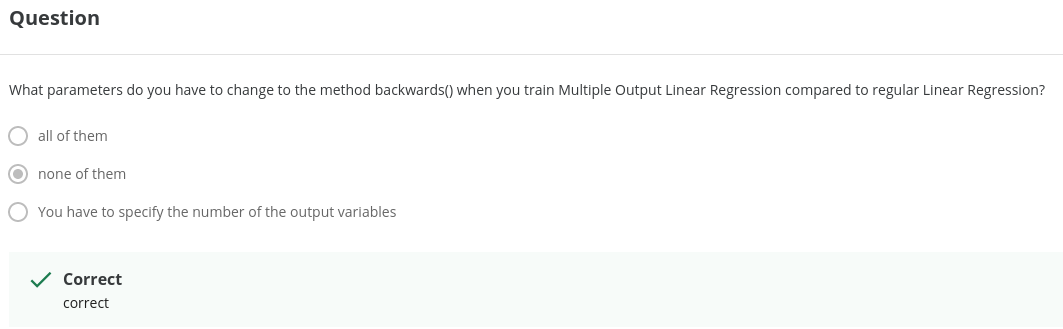 Question
What parameters do you have to change to the method backwards() when you train Multiple Output Linear Regression compared to regular Linear Regression?
all of them
none of them
You have to specify the number of the output variables
Correct
correct